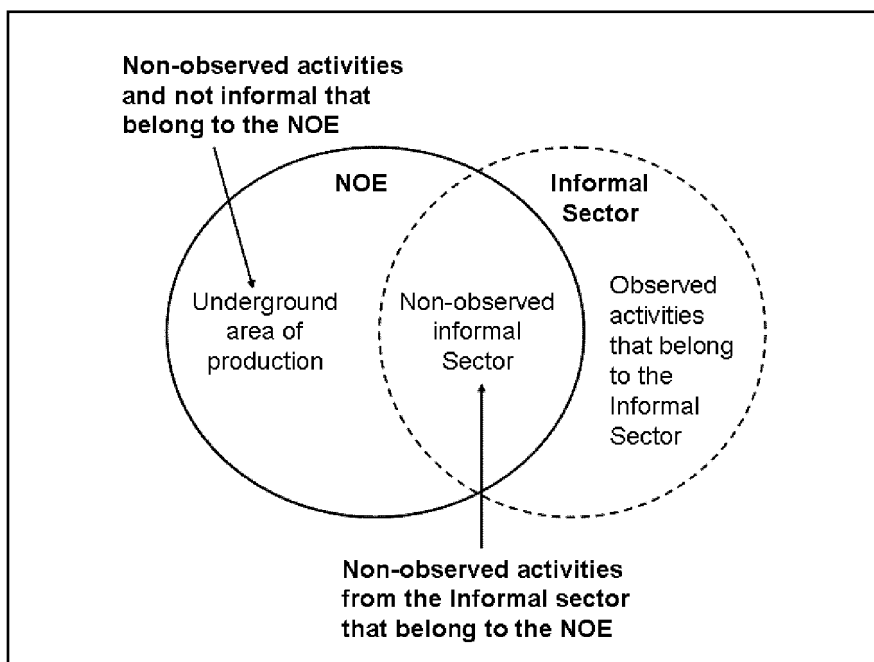 Non-observed activities
and not informal that
belong to the NOE
NOE
Informal
Sector
Underground
area of
production
Non-observed
informal
Sector
Observed
activities
that belong
to the
Informal
Sector
Non-observed activities
from the Informal sector
that belong to the NOE